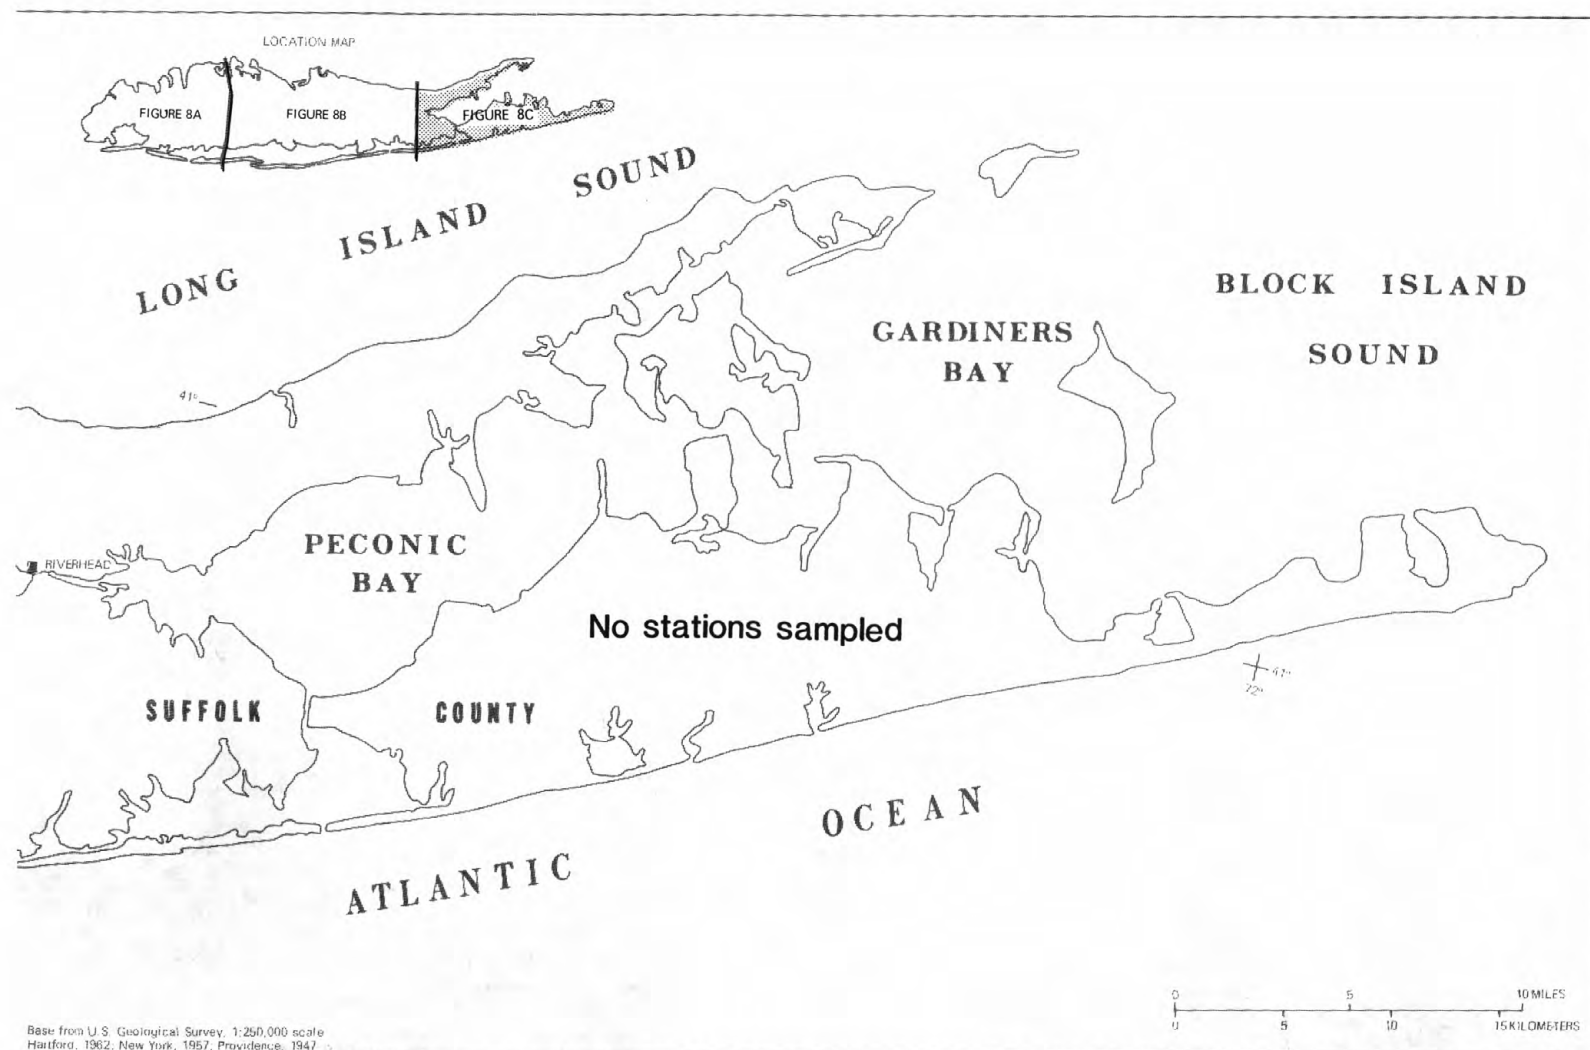 LOCATION MAP
FIGURE 8A
FIGURE 8B
FIGURE 8C
LONG ISLAND SOUND
BLOCK ISLAND
SOUND
GARDINERS
BAY
41°
PECONIC
BAY
RIVERHEAD
No stations sampled
41°
72°
SUFFOLK COUNTY
ATLANTIC OCEAN
0 5 10 MILES
0 5 10 15 KILOMETERS
Base from U.S. Geological Survey, 1:250,000 scale
Hartford, 1962; New York, 1957; Providence, 1947